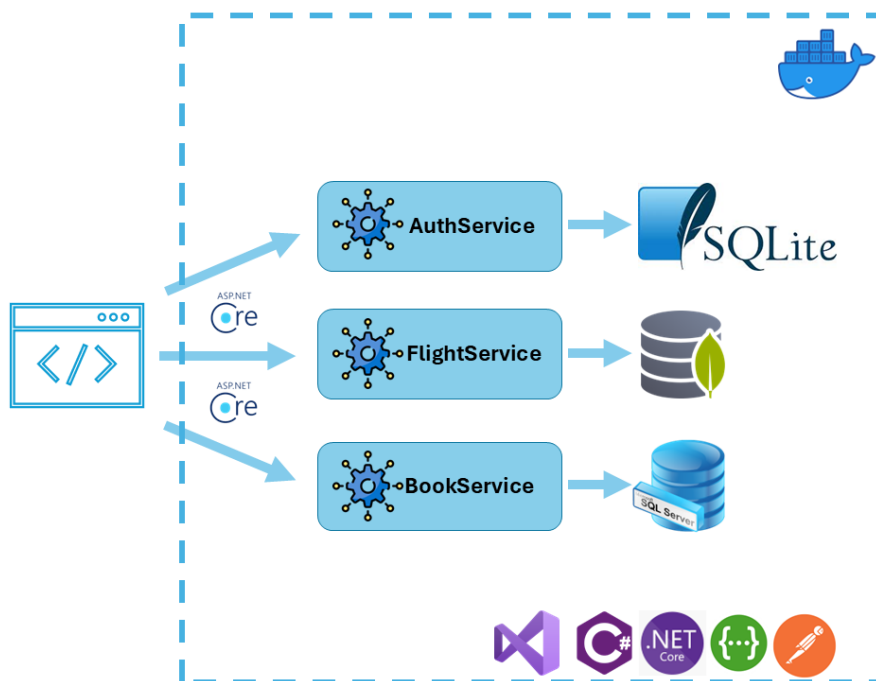 AuthService
SQLite
ASP.NET
Core
</>
FlightService
ASP.NET
Core
BookService
SQL Server
C#
.NET
Core
{...}